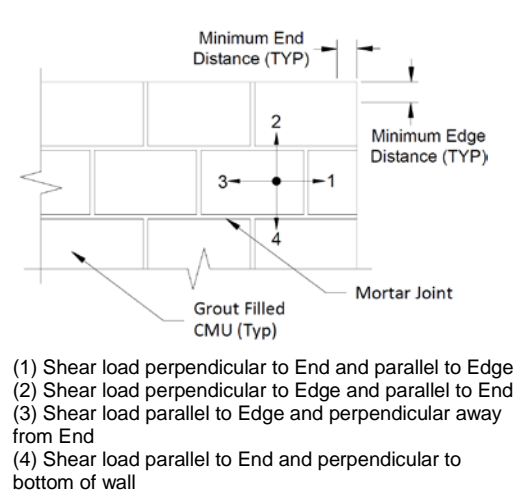 Minimum End
Distance (TYP)
Minimum Edge
Distance (TYP)
2
3
1
4
Mortar Joint
Grout Filled
CMU (Typ)
(1) Shear load perpendicular to End and parallel to Edge
(2) Shear load perpendicular to Edge and parallel to End
(3) Shear load parallel to Edge and perpendicular away
from End
(4) Shear load parallel to End and perpendicular to
bottom of wall